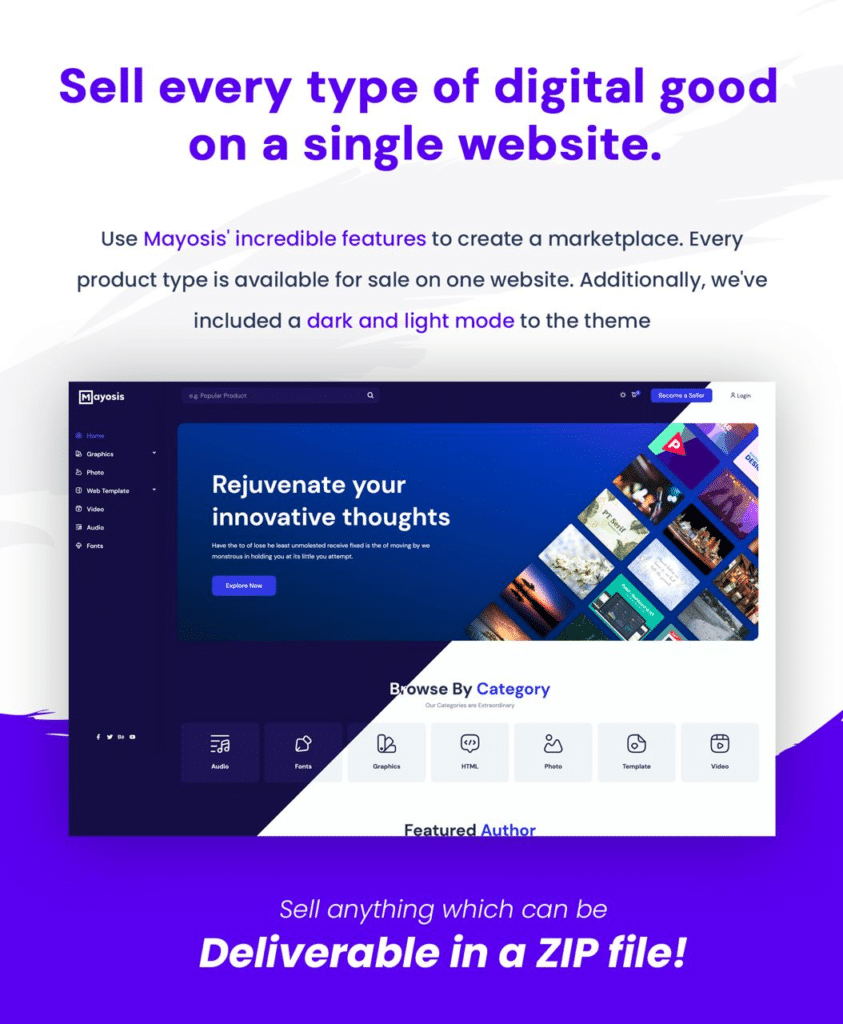 Sell every type of digital good
on a single website.
Use Mayosis' incredible features to create a marketplace. Every
product type is available for sale on one website. Additionally, we've
included a dark and light mode to the theme
Mayosis
e.g. Popular Product
Become a Seller
Login
Home
Graphics
Photo
Web Template
Video
Audio
Fonts
Rejuvenate your
innovative thoughts
Have the to of lose he least unmolested receive fixed is the of moving by we
monstrous in holding you at its little you attempt.
Explore Now
PT Serif
Browse By Category
Our Categories are Extraordinary
Audio
Fonts
Graphics
HTML
Photo
Template
Video
Featured Author
Sell anything which can be
Deliverable in a ZIP file!